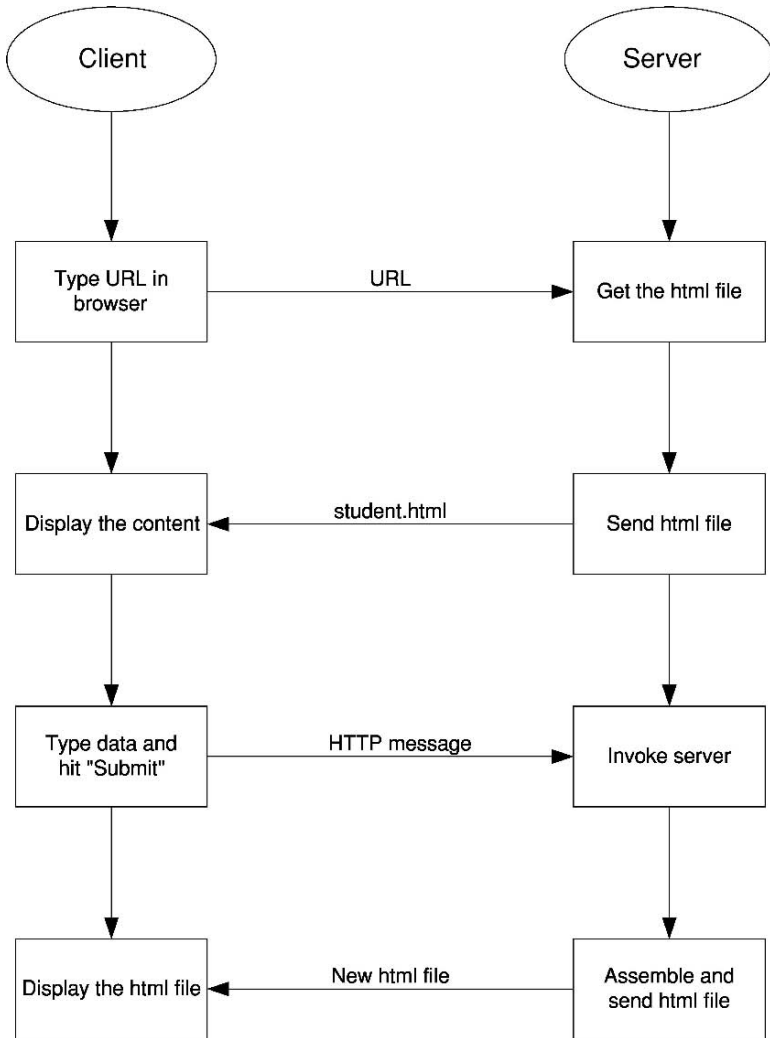 Client
Server
Type URL in
browser
URL
Get the html file
Display the content
student.html
Send html file
Type data and
hit "Submit"
HTTP message
Invoke server
Display the html file
New html file
Assemble and
send html file